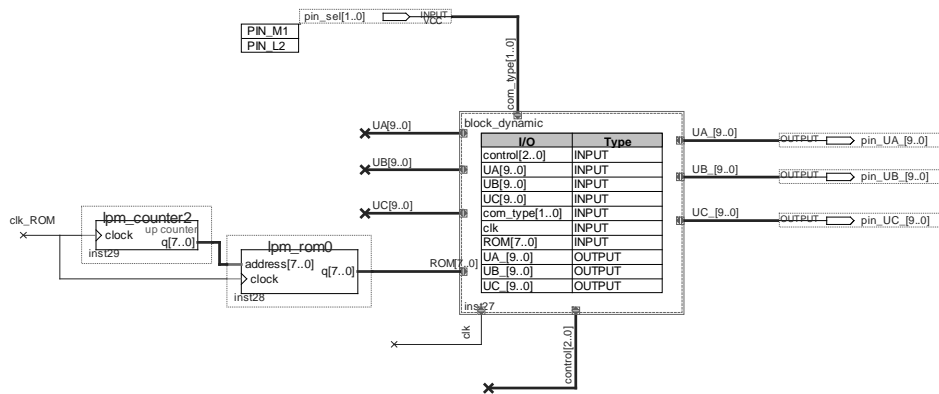 pin_sel[1..0]
INPUT
VCC
PIN_M1
PIN_L2
com_type[1..0]
block_dynamic
I/O Type
control[2..0] INPUT
UA[9..0] INPUT
UB[9..0] INPUT
UC[9..0] INPUT
com_type[1..0] INPUT
clk INPUT
ROM[7..0] INPUT
UA_[9..0] OUTPUT
UB_[9..0] OUTPUT
UC_[9..0] OUTPUT
inst27
UA[9..0]
UB[9..0]
UC[9..0]
ROM[7..0]
clk
control[2..0]
UA_[9..0]
OUTPUT
pin_UA_[9..0]
UB_[9..0]
OUTPUT
pin_UB_[9..0]
UC_[9..0]
OUTPUT
pin_UC_[9..0]
clk_ROM
lpm_counter2
up counter
clock
q[7..0]
inst29
lpm_rom0
address[7..0]
q[7..0]
clock
inst28